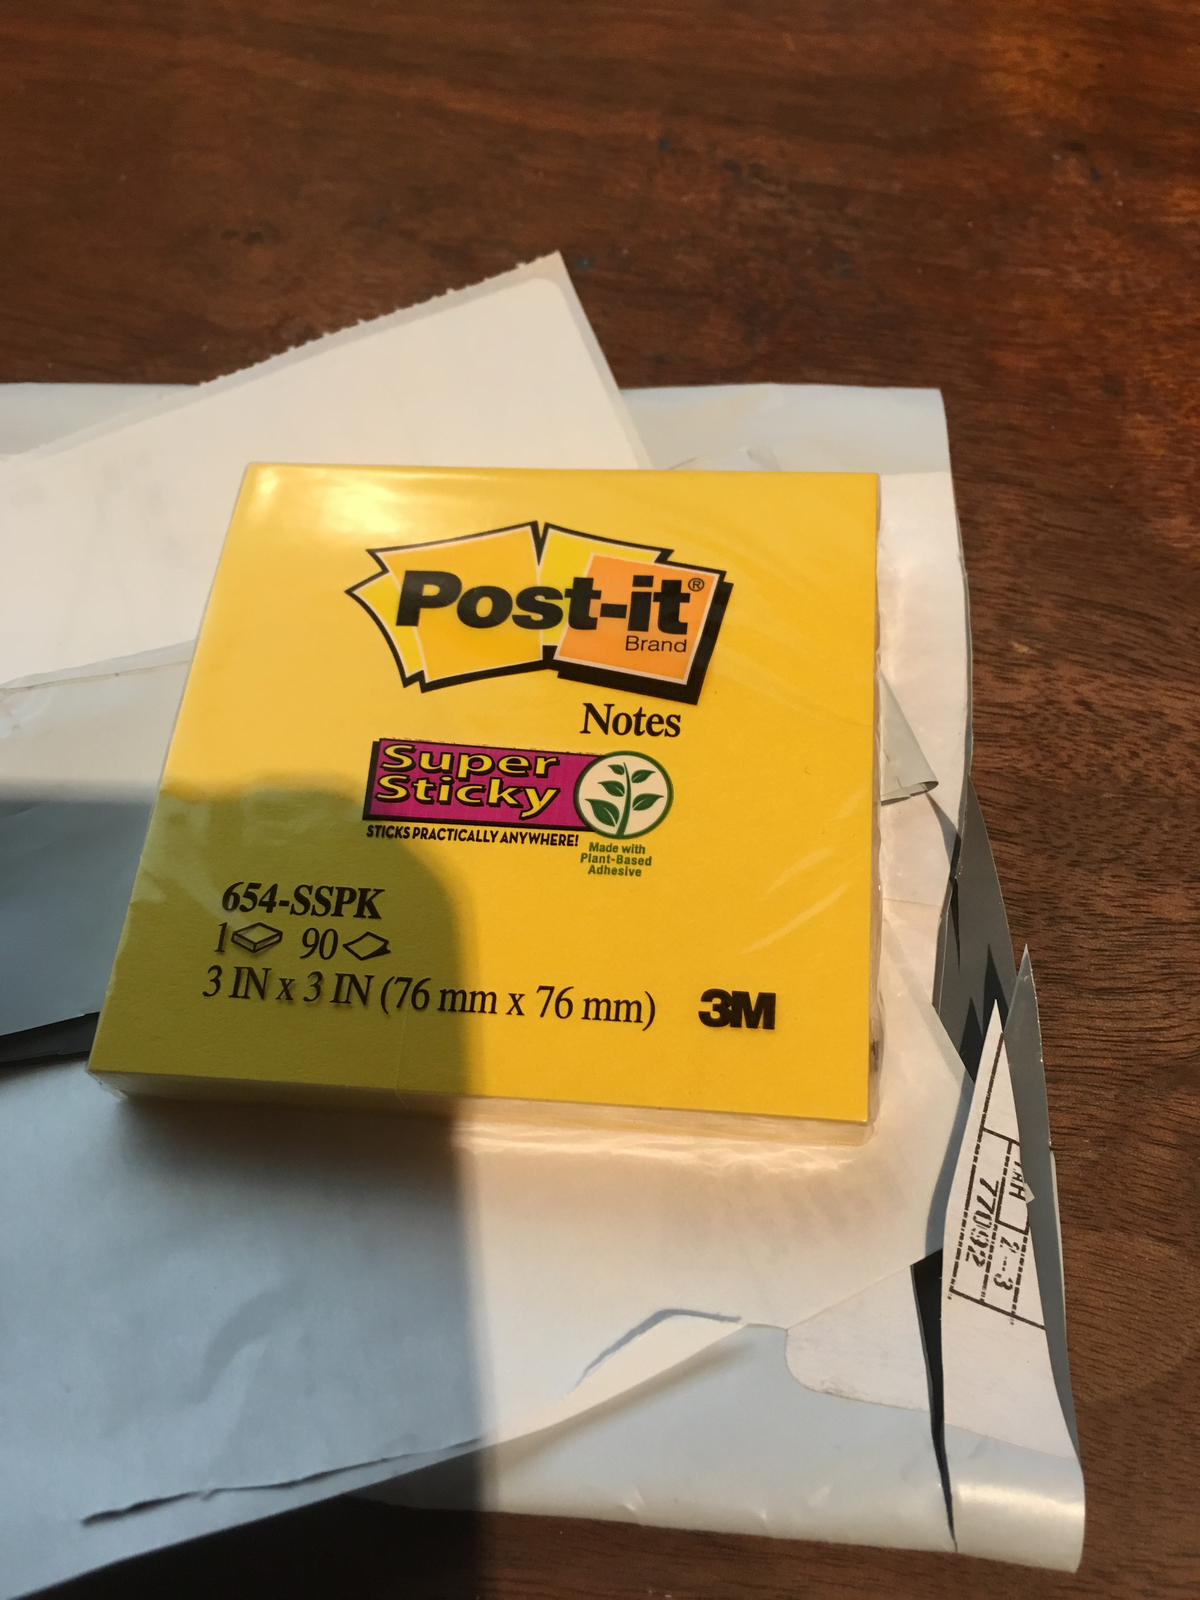 Post-it®
Brand
Notes
Super
Sticky
STICKS PRACTICALLY ANYWHERE!
Made with
Plant-Based
Adhesive
654-SSPK
1 90
3 IN x 3 IN (76 mm x 76 mm)
3M
77092